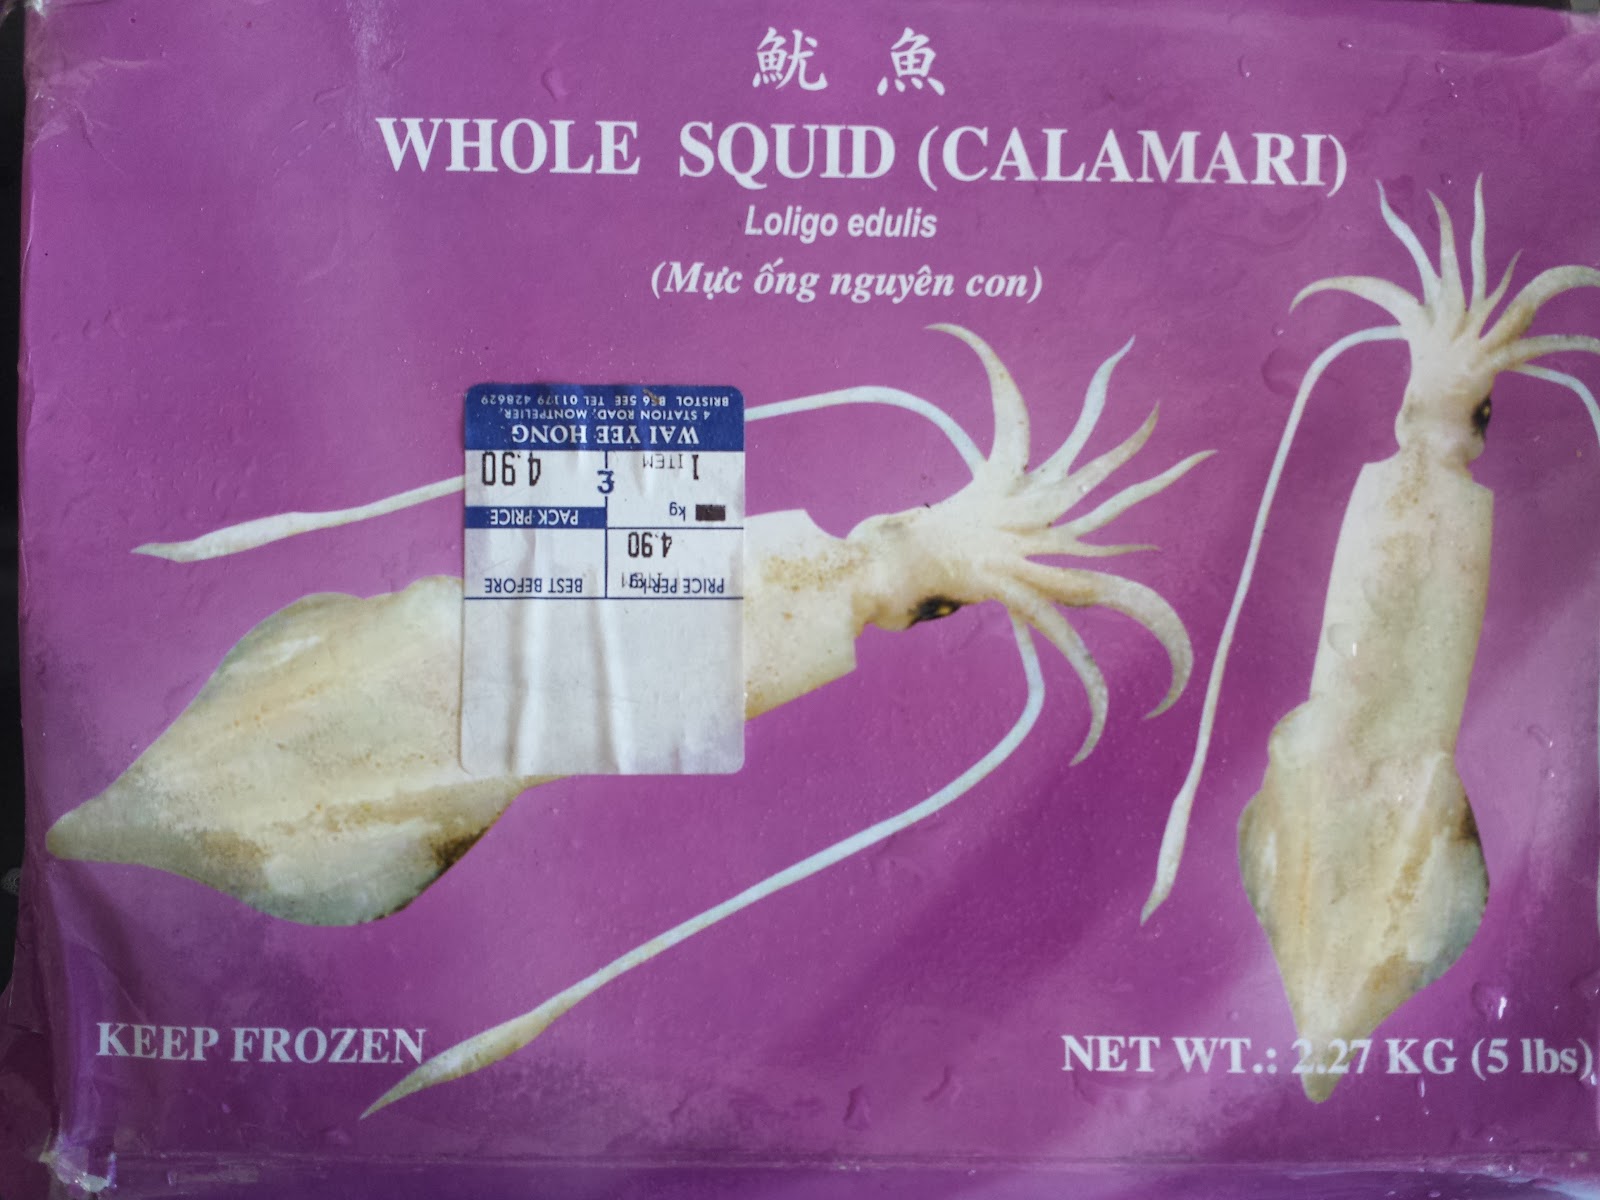 魷 魚
WHOLE SQUID (CALAMARI)
Loligo edulis
(Mực ống nguyên con)
PRICE PER kg
BEST BEFORE
4.90
kg
PACK PRICE
1 ITEM
£
4.90
WAI YEE HONG
4 STATION ROAD, MONTPELIER,
BRISTOL BS6 5EE TEL 01179 428629
KEEP FROZEN
NET WT.: 2.27 KG (5 lbs)